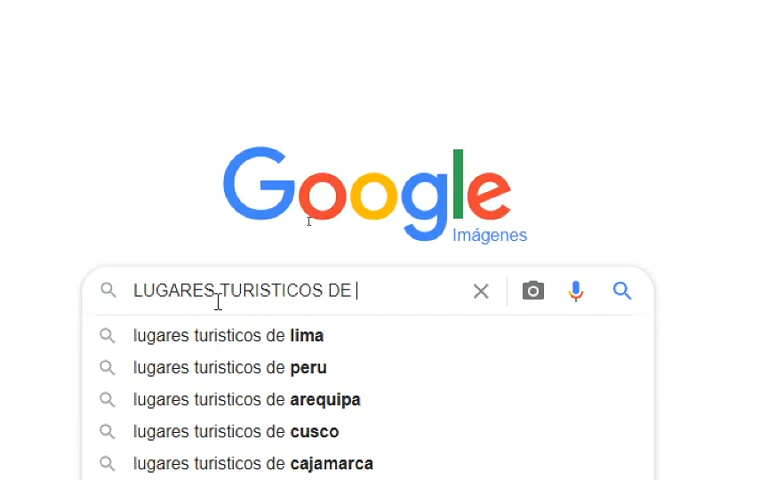 Google
Imágenes
LUGARES TURISTICOS DE
lugares turisticos de lima
lugares turisticos de peru
lugares turisticos de arequipa
lugares turisticos de cusco
lugares turisticos de cajamarca